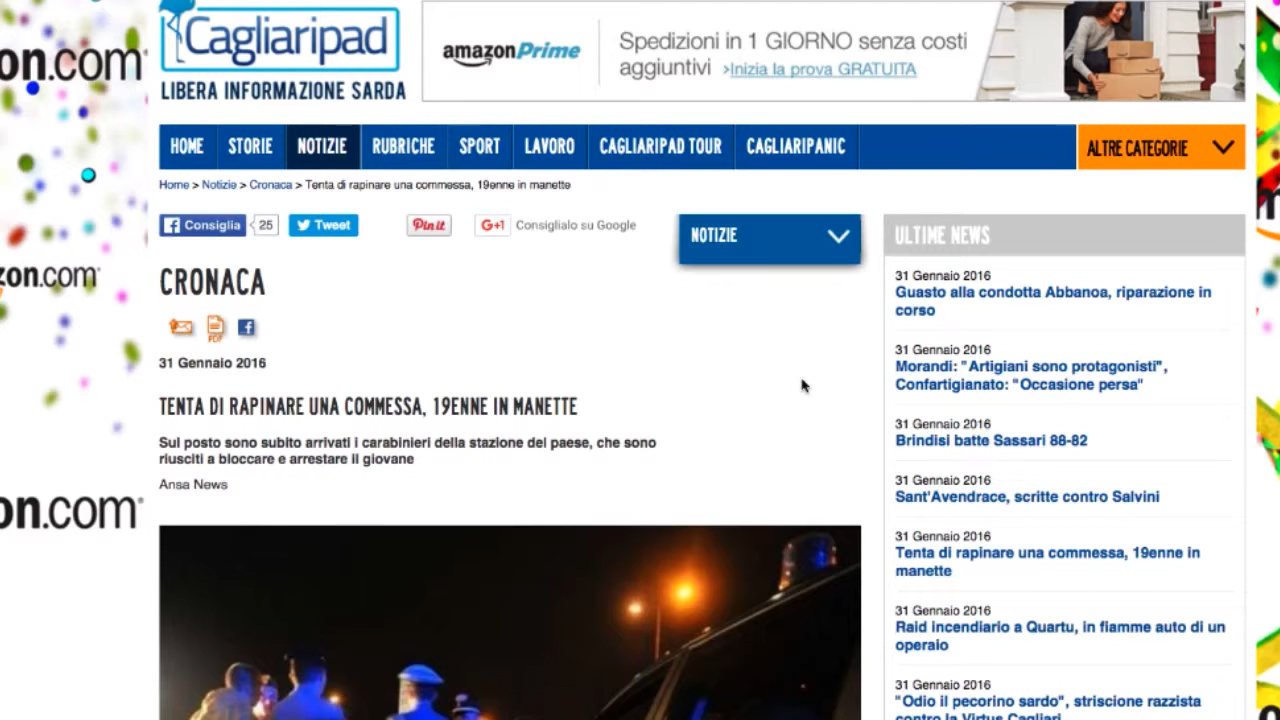 on.com
Cagliaripad
LIBERA INFORMAZIONE SARDA
amazonPrime
Spedizioni in 1 GIORNO senza costi
aggiuntivi >Inizia la prova GRATUITA
HOME STORIE NOTIZIE RUBRICHE SPORT LAVORO CAGLIARIPAD TOUR CAGLIARIPANIC ALTRE CATEGORIE
Home > Notizie > Cronaca > Tenta di rapinare una commessa, 19enne in manette
Consiglia 25 Tweet Pin it G+1 Consiglialo su Google
NOTIZIE
CRONACA
PDF
31 Gennaio 2016
TENTA DI RAPINARE UNA COMMESSA, 19ENNE IN MANETTE
Sul posto sono subito arrivati i carabinieri della stazione del paese, che sono
riusciti a bloccare e arrestare il giovane
Ansa News
ULTIME NEWS
31 Gennaio 2016
Guasto alla condotta Abbanoa, riparazione in
corso
31 Gennaio 2016
Morandi: "Artigiani sono protagonisti",
Confartigianato: "Occasione persa"
31 Gennaio 2016
Brindisi batte Sassari 88-82
31 Gennaio 2016
Sant'Avendrace, scritte contro Salvini
31 Gennaio 2016
Tenta di rapinare una commessa, 19enne in
manette
31 Gennaio 2016
Raid incendiario a Quartu, in fiamme auto di un
operaio
31 Gennaio 2016
"Odio il pecorino sardo", striscione razzista
contro la Virtus Cagliari
zon.com
on.com